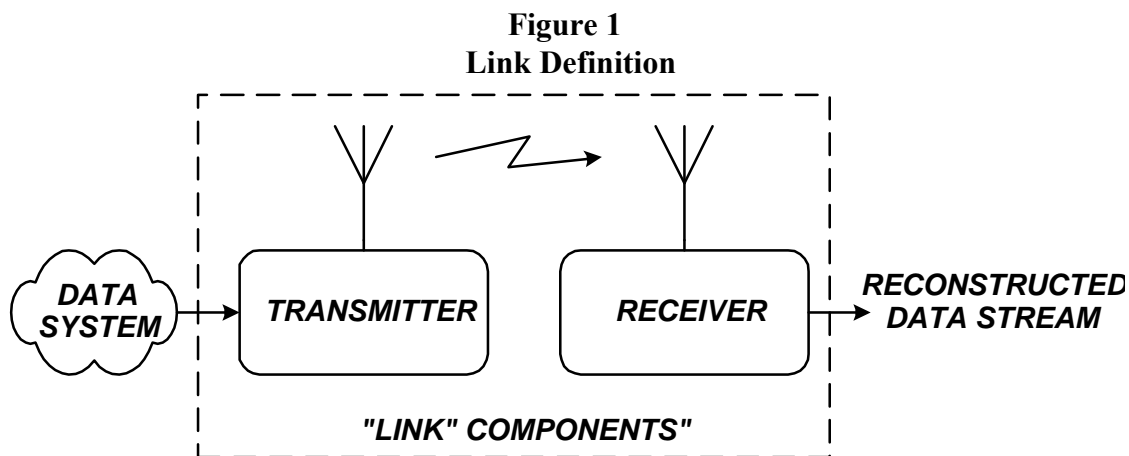 Figure 1
Link Definition
DATA
SYSTEM
TRANSMITTER
RECEIVER
RECONSTRUCTED
DATA STREAM
"LINK" COMPONENTS"